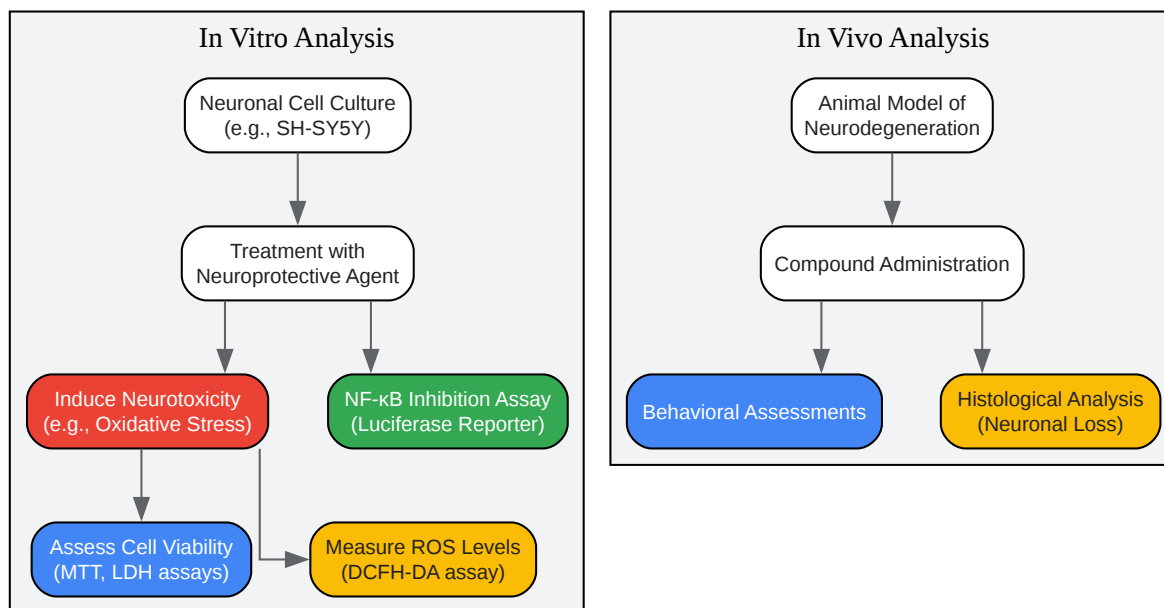 In Vitro Analysis
Neuronal Cell Culture
(e.g., SH-SY5Y)
Treatment with
Neuroprotective Agent
Induce Neurotoxicity
(e.g., Oxidative Stress)
NF-κB Inhibition Assay
(Luciferase Reporter)
Assess Cell Viability
(MTT, LDH assays)
Measure ROS Levels
(DCFH-DA assay)
In Vivo Analysis
Animal Model of
Neurodegeneration
Compound Administration
Behavioral Assessments
Histological Analysis
(Neuronal Loss)